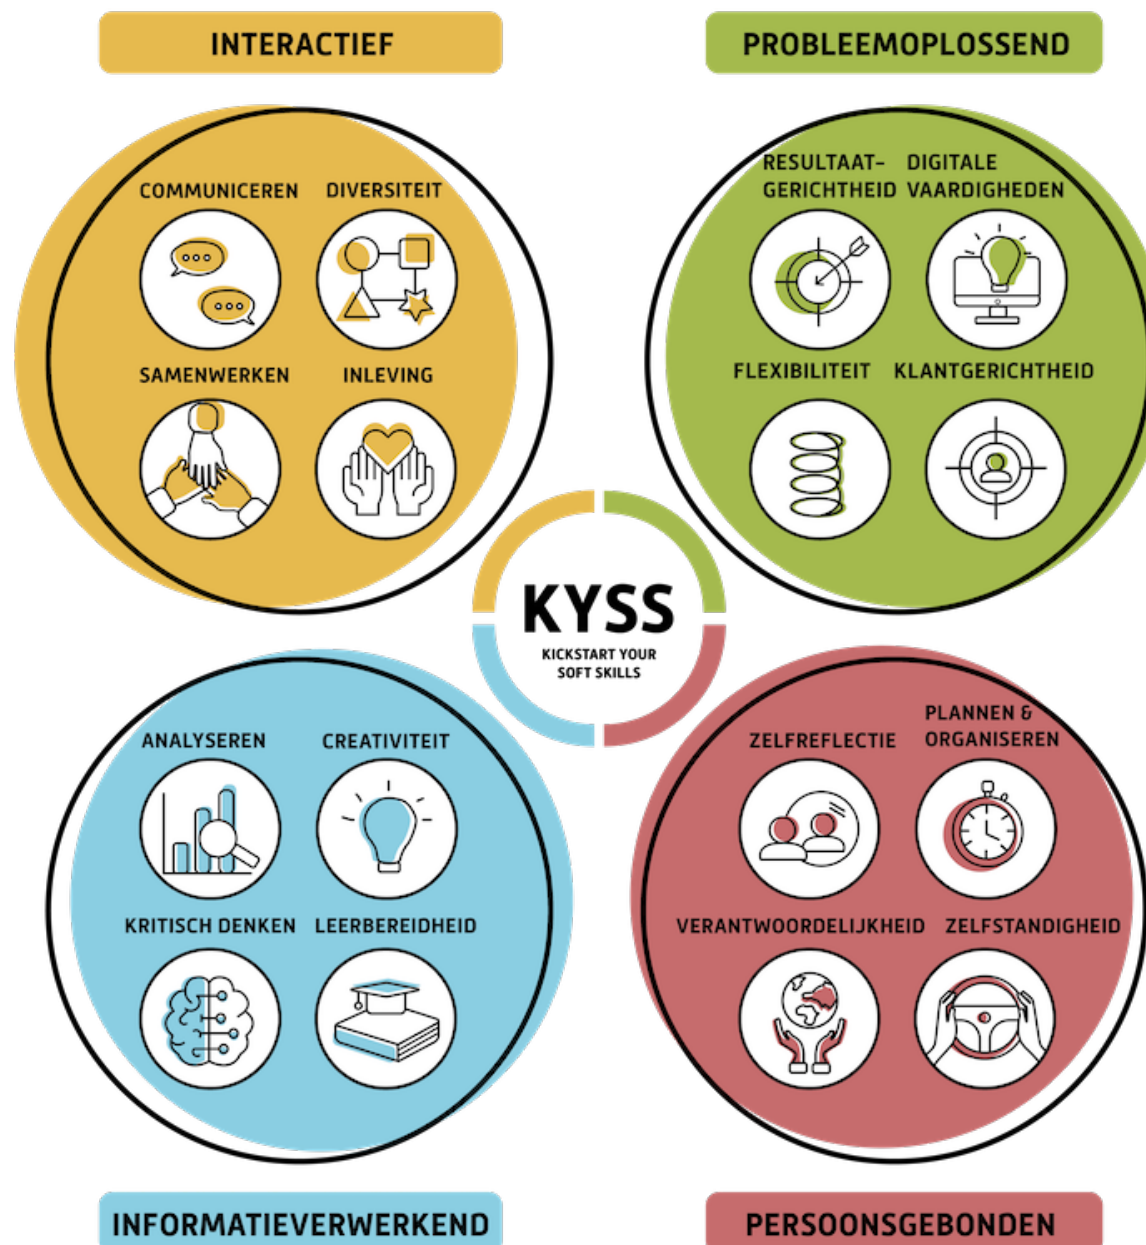 INTERACTIEF
COMMUNICEREN
DIVERSITEIT
SAMENWERKEN
INLEVING
PROBLEEMOPLOSSEND
RESULTAAT-
GERICHTHEID
DIGITALE
VAARDIGHEDEN
FLEXIBILITEIT
KLANTGERICHTHEID
KYSS
KICKSTART YOUR
SOFT SKILLS
ANALYSEREN
CREATIVITEIT
KRITISCH DENKEN
LEERBEREIDHEID
INFORMATIEVERWERKEND
ZELFREFLECTIE
PLANNEN &
ORGANISEREN
VERANTWOORDELIJKHEID
ZELFSTANDIGHEID
PERSOONSGEBONDEN